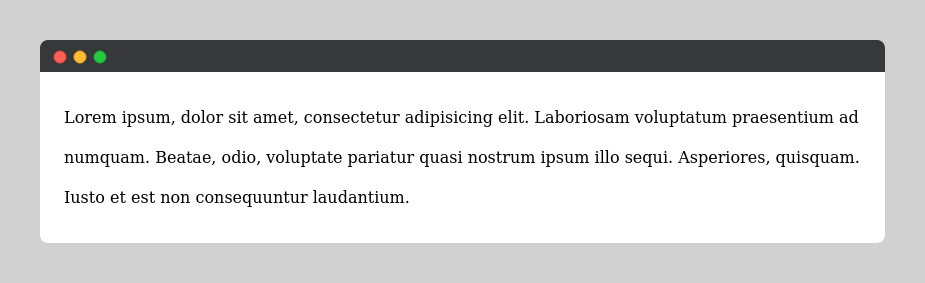 Lorem ipsum, dolor sit amet, consectetur adipisicing elit. Laboriosam voluptatum praesentium ad
numquam. Beatae, odio, voluptate pariatur quasi nostrum ipsum illo sequi. Asperiores, quisquam.
Iusto et est non consequuntur laudantium.